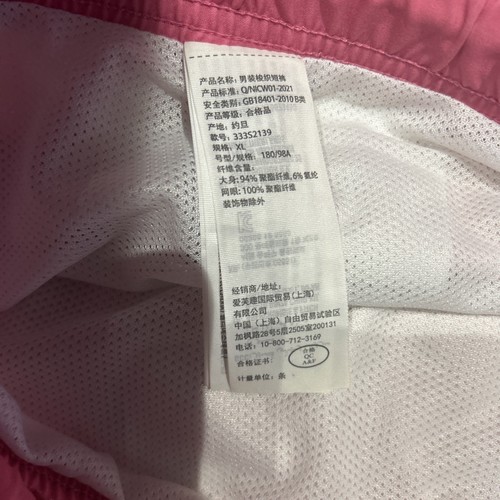 产品名称：男装梭织短裤
产品标准：Q/NICW01-2021
安全类别：GB18401-2010 B类
产品等级：合格品
产地：约旦
款号：333S2139
规格：XL
号型/规格：180/98A
纤维含量：
大身：94% 聚酯纤维, 6% 氨纶
网眼：100% 聚酯纤维
装饰物除外
经销商/地址：
爱芙趣国际贸易(上海)
有限公司
中国（上海）自由贸易试验区
加枫路28号5层2505室200131
电话：10-800-712-3169
合格证书：
合格
QC
A&F
计量单位：条